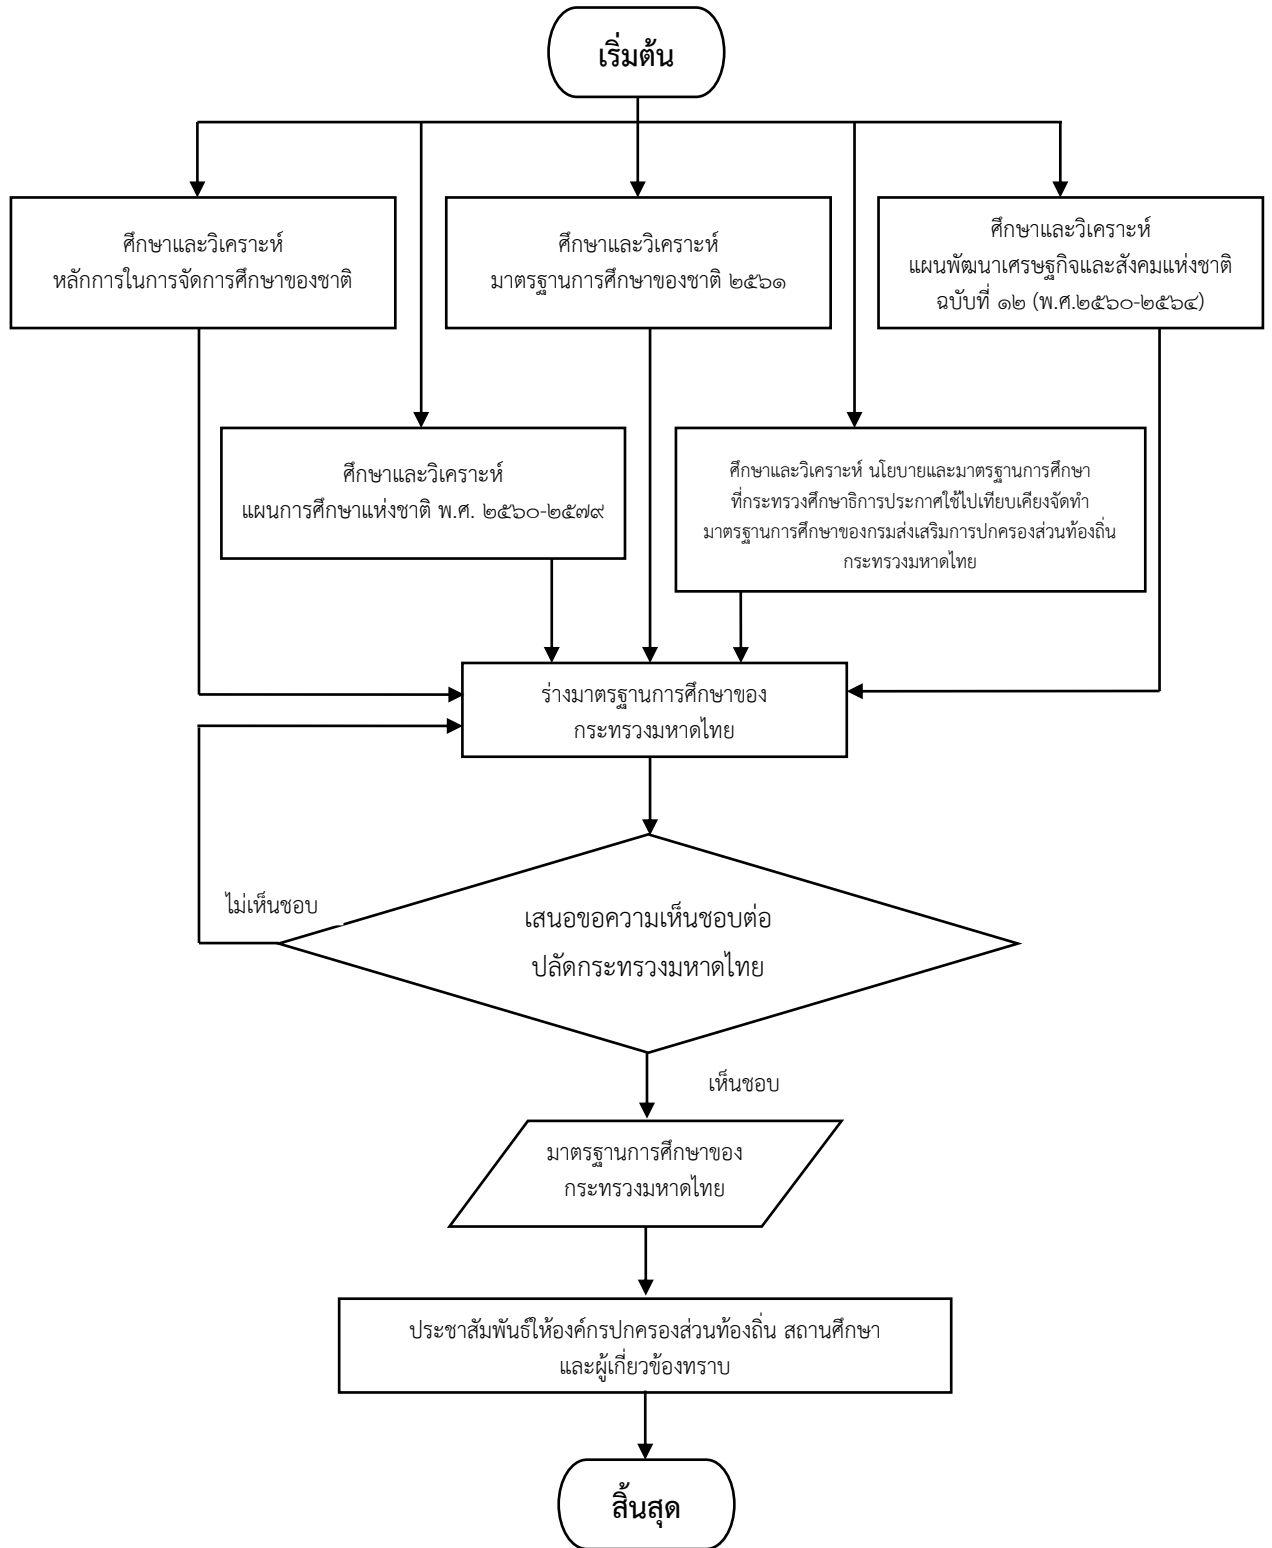 เริ่มต้น
ศึกษาและวิเคราะห์
หลักการในการจัดการศึกษาของชาติ
ศึกษาและวิเคราะห์
มาตรฐานการศึกษาของชาติ ๒๕๖๑
ศึกษาและวิเคราะห์
แผนพัฒนาเศรษฐกิจและสังคมแห่งชาติ
ฉบับที่ ๑๒ (พ.ศ.๒๕๖๐-๒๕๖๔)
ศึกษาและวิเคราะห์
แผนการศึกษาแห่งชาติ พ.ศ. ๒๕๖๐-๒๕๗๙
ศึกษาและวิเคราะห์ นโยบายและมาตรฐานการศึกษา
ที่กระทรวงศึกษาธิการประกาศใช้ไปเทียบเคียงจัดทำ
มาตรฐานการศึกษาของกรมส่งเสริมการปกครองส่วนท้องถิ่น
กระทรวงมหาดไทย
ร่างมาตรฐานการศึกษาของ
กระทรวงมหาดไทย
ไม่เห็นชอบ
เสนอขอความเห็นชอบต่อ
ปลัดกระทรวงมหาดไทย
เห็นชอบ
มาตรฐานการศึกษาของ
กระทรวงมหาดไทย
ประชาสัมพันธ์ให้องค์กรปกครองส่วนท้องถิ่น สถานศึกษา
และผู้เกี่ยวข้องทราบ
สิ้นสุด